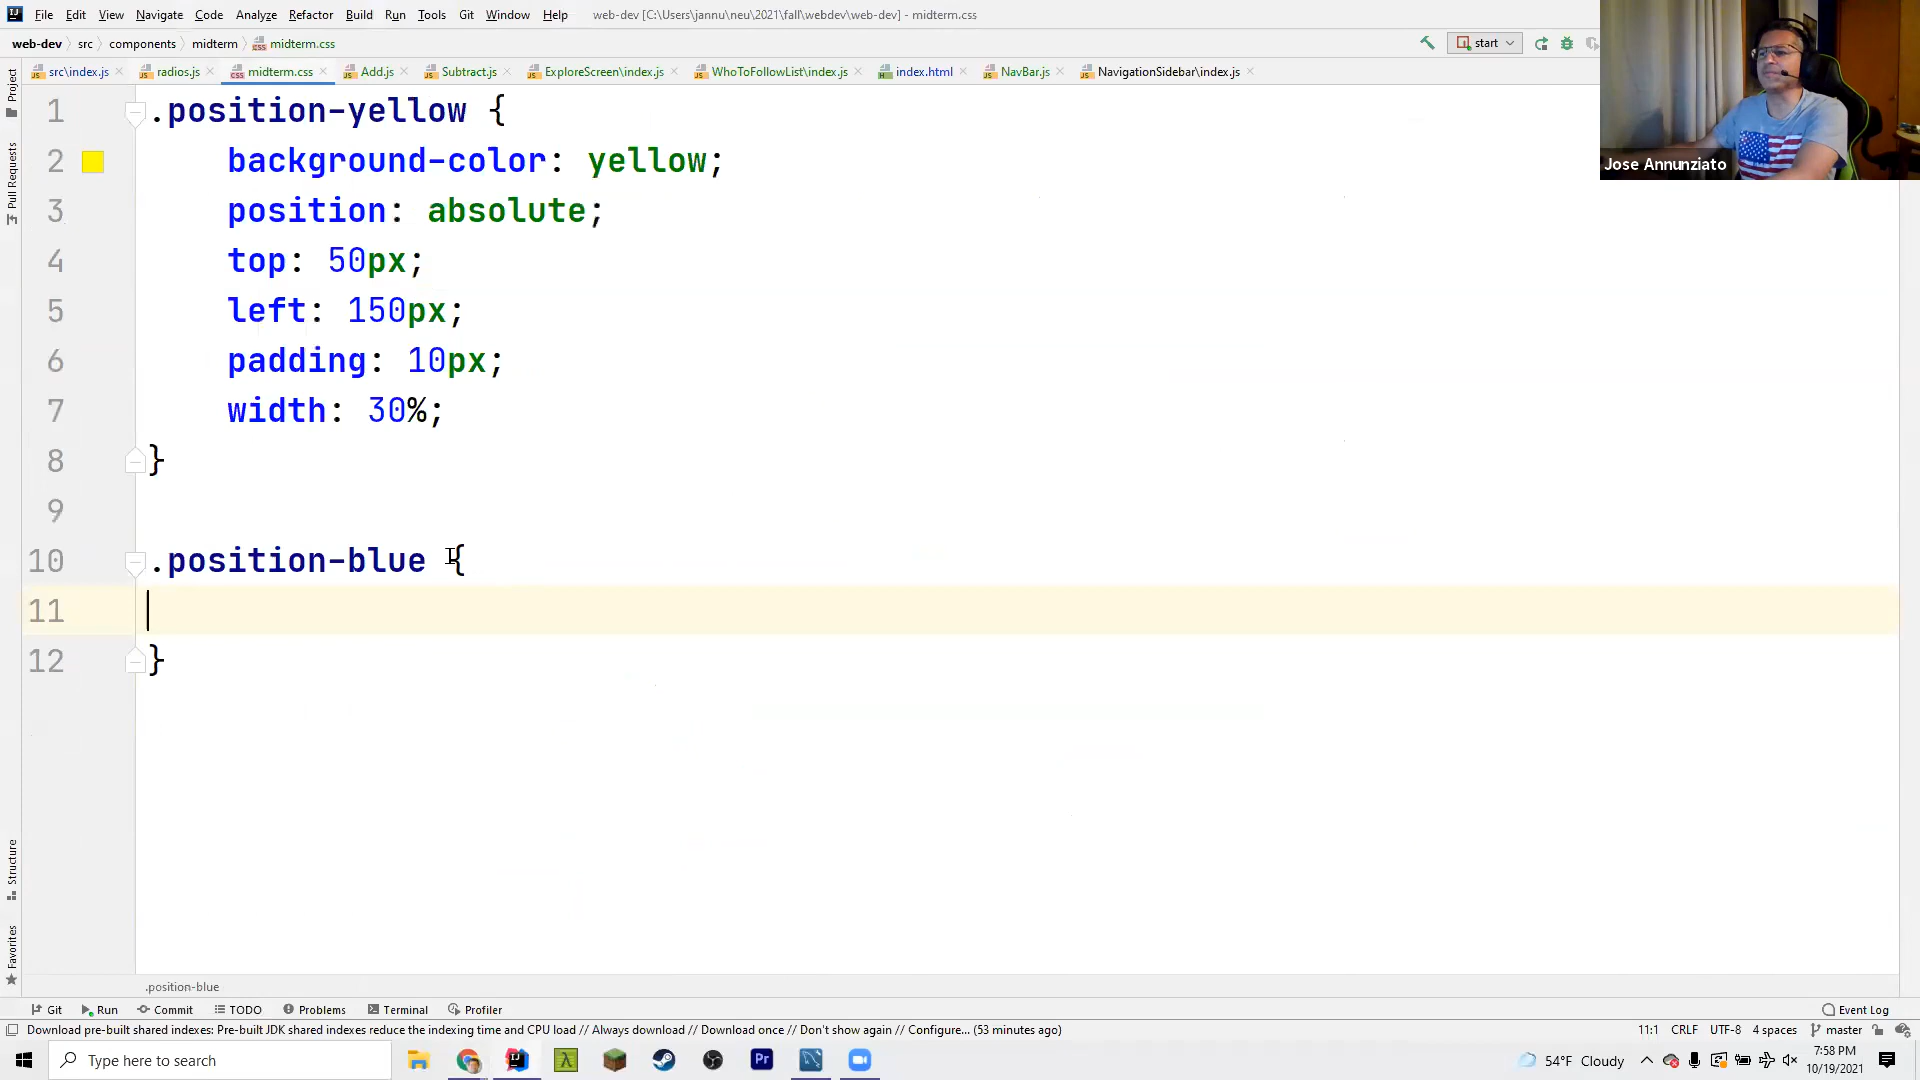 File Edit View Navigate Code Analyze Refactor Build Run Tools Git Window Help web-dev [C:\Users\jannu\neu\2021\fall\webdev\web-dev] - midterm.css
web-dev src components midterm midterm.css start
src\index.js radios.js midterm.css Add.js Subtract.js ExploreScreen\index.js WhoToFollowList\index.js index.html NavBar.js NavigationSidebar\index.js
Project
Pull Requests
Structure
Favorites
Jose Annunziato
1 .position-yellow {
2 background-color: yellow;
3 position: absolute;
4 top: 50px;
5 left: 150px;
6 padding: 10px;
7 width: 30%;
8 }
9
10 .position-blue {
11
12 }
.position-blue
Git Run Commit TODO Problems Terminal Profiler Event Log
Download pre-built shared indexes: Pre-built JDK shared indexes reduce the indexing time and CPU load // Always download // Download once // Don't show again // Configure... (53 minutes ago) 11:1 CRLF UTF-8 4 spaces master
Type here to search Pr 54°F Cloudy 7:58 PM
10/19/2021